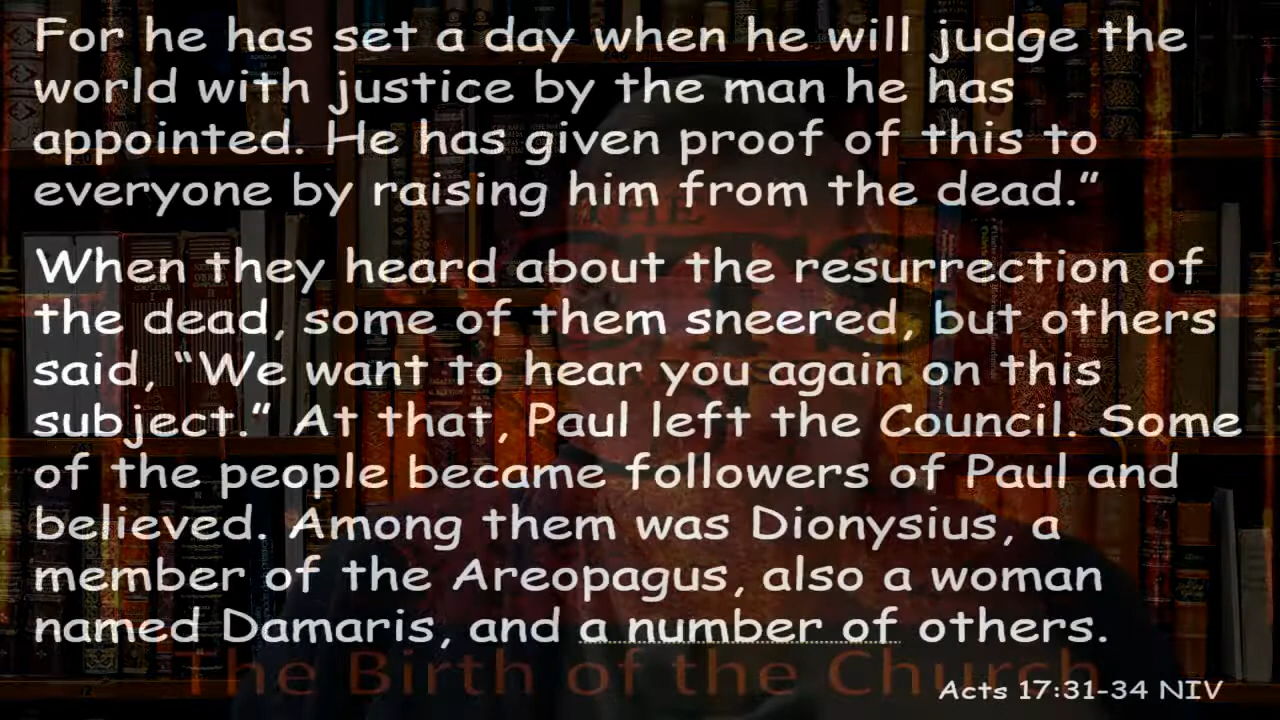 For he has set a day when he will judge the
world with justice by the man he has
appointed. He has given proof of this to
everyone by raising him from the dead.”
When they heard about the resurrection of
the dead, some of them sneered, but others
said, “We want to hear you again on this
subject.” At that, Paul left the Council. Some
of the people became followers of Paul and
believed. Among them was Dionysius, a
member of the Areopagus, also a woman
named Damaris, and a number of others.
THE
The Birth of the Church
Acts 17:31-34 NIV